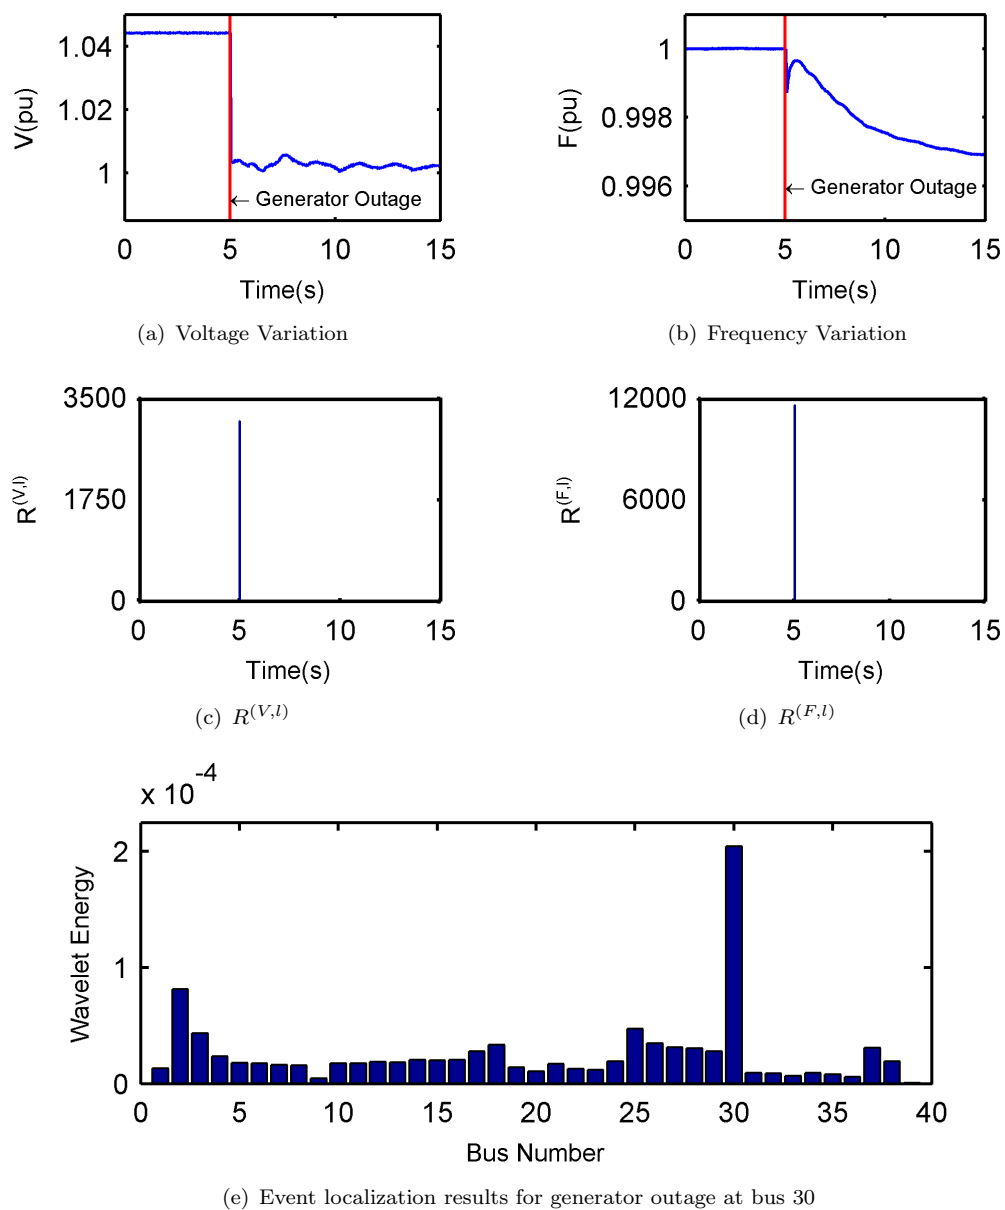 1.04
1.02
1
V(pu)
← Generator Outage
0 5 10 15
Time(s)
(a) Voltage Variation
1
0.998
0.996
F(pu)
← Generator Outage
0 5 10 15
Time(s)
(b) Frequency Variation
3500
1750
0
R(V,l)
0 5 10 15
Time(s)
(c) R(V,l)
12000
6000
0
R(F,l)
0 5 10 15
Time(s)
(d) R(F,l)
x 10-4
2
1
0
Wavelet Energy
0 5 10 15 20 25 30 35 40
Bus Number
(e) Event localization results for generator outage at bus 30